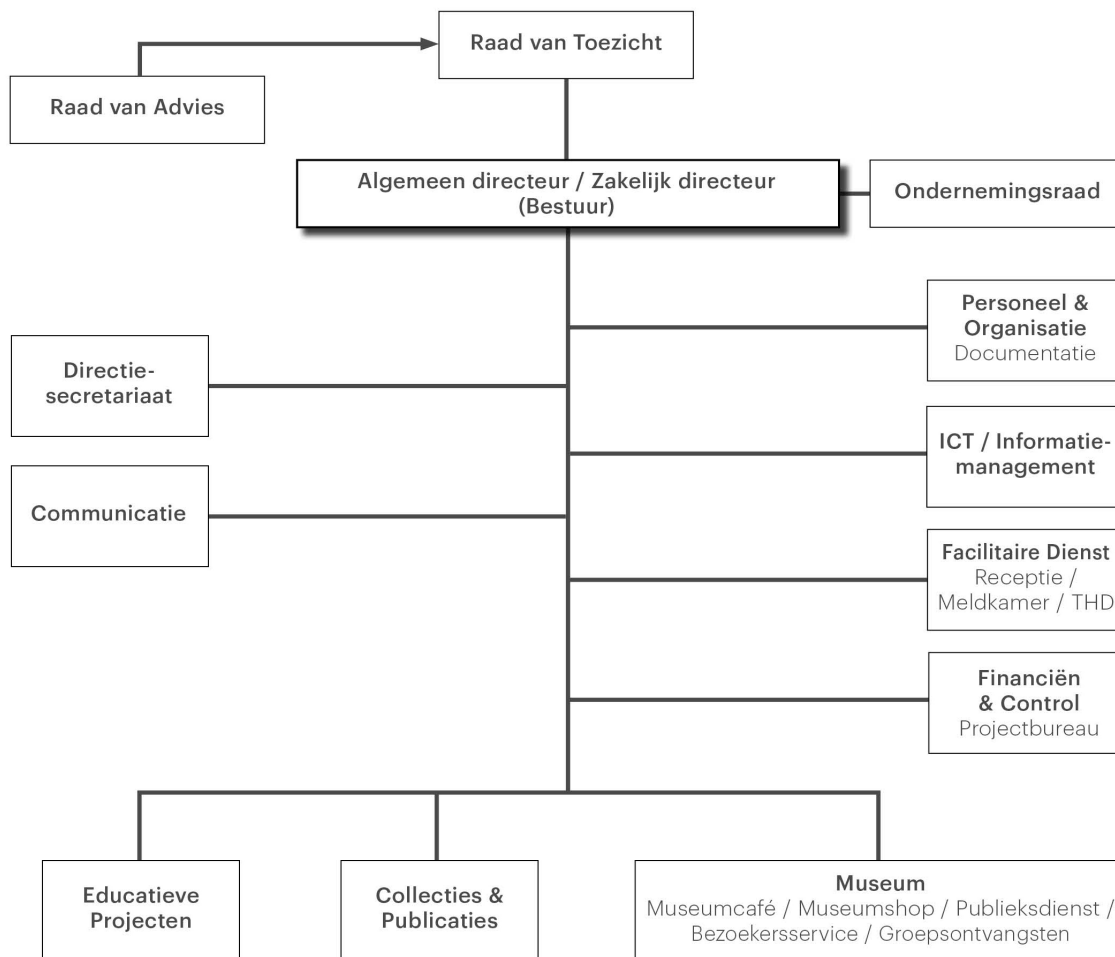 Raad van Toezicht
Raad van Advies
Algemeen directeur / Zakelijk directeur
(Bestuur)
Ondernemingsraad
Personeel &
Organisatie
Documentatie
Directie-
secretariaat
ICT / Informatie-
management
Communicatie
Facilitaire Dienst
Receptie /
Meldkamer / THD
Financiën
& Control
Projectbureau
Educatieve
Projecten
Collecties &
Publicaties
Museum
Museumcafé / Museumshop / Publieksdienst /
Bezoekersservice / Groepsontvangsten